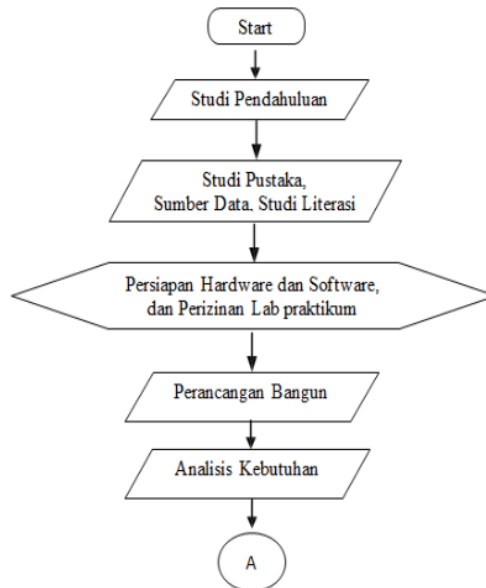 Start
Studi Pendahuluan
Studi Pustaka,
Sumber Data. Studi Literasi
Persiapan Hardware dan Software,
dan Perizinan Lab praktikum
Perancangan Bangun
Analisis Kebutuhan
A